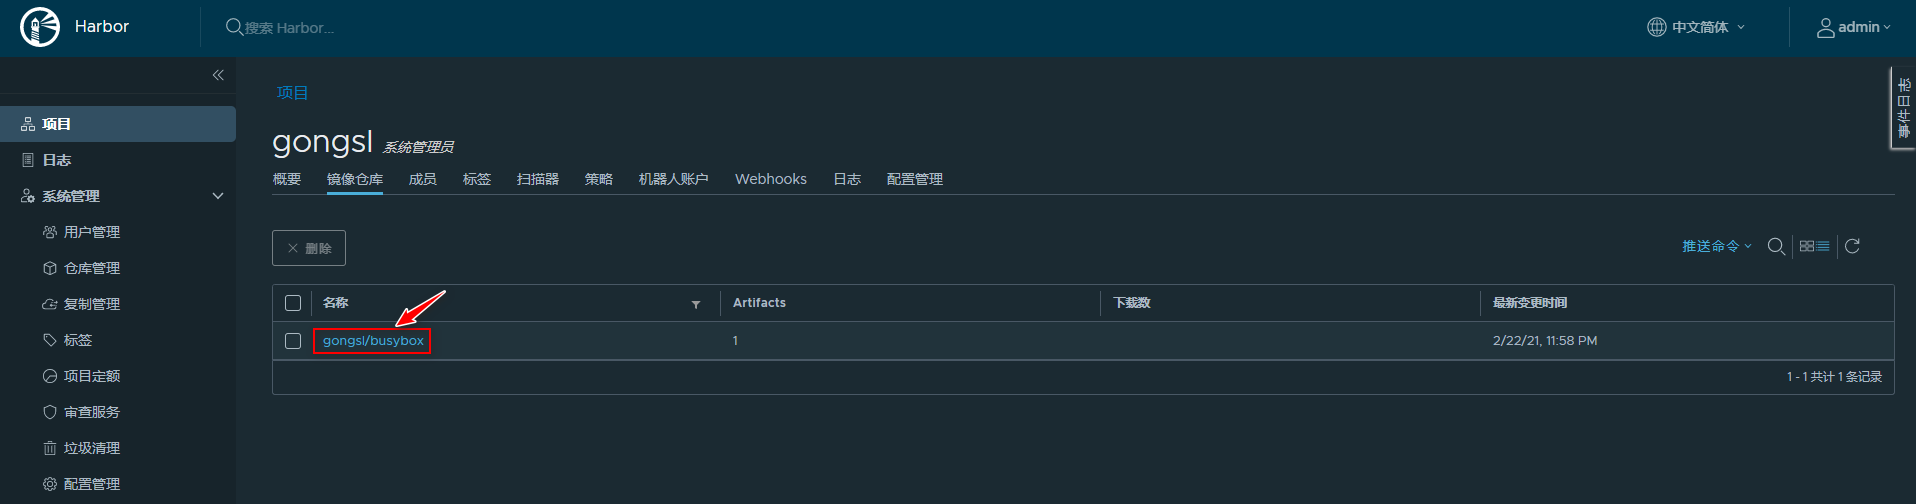 Harbor
搜索 Harbor...
中文简体
admin
事件日志
项目
日志
系统管理
用户管理
仓库管理
复制管理
标签
项目定额
审查服务
垃圾清理
配置管理
项目
gongsl 系统管理员
概要 镜像仓库 成员 标签 扫描器 策略 机器人账户 Webhooks 日志 配置管理
删除
推送命令
名称 Artifacts 下载数 最新变更时间
gongsl/busybox 1 2/22/21, 11:58 PM
1 - 1 共计 1 条记录